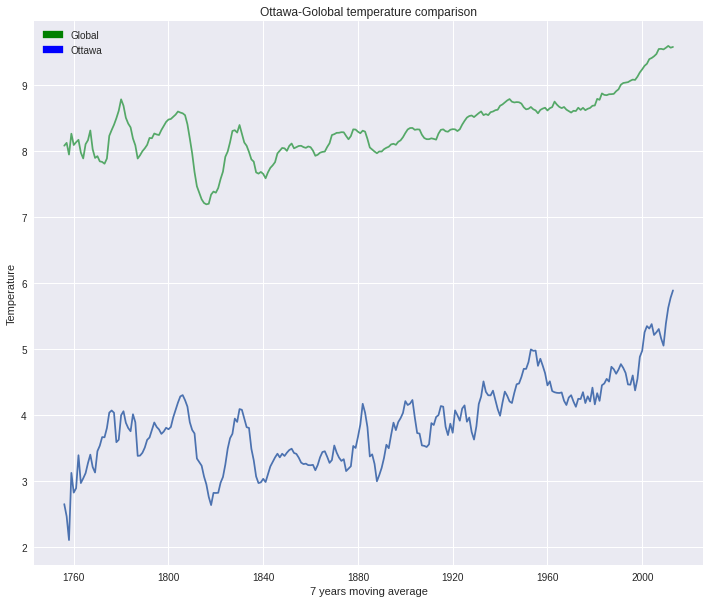 Ottawa-Golobal temperature comparison
Global
Ottawa
Temperature
9
8
7
6
5
4
3
2
1760 1800 1840 1880 1920 1960 2000
7 years moving average